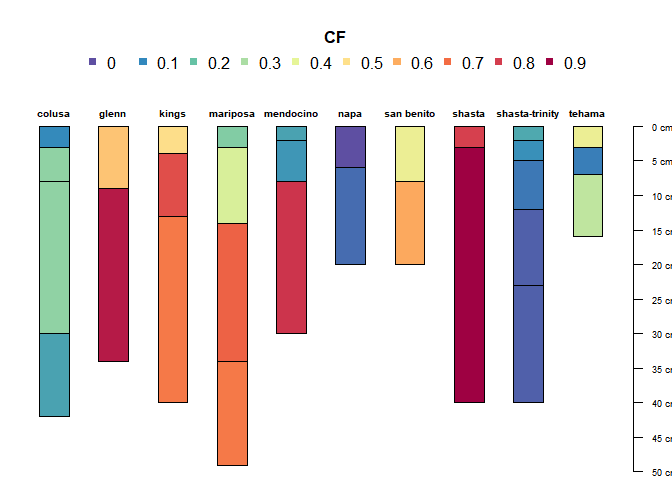 CF
0 0.1 0.2 0.3 0.4 0.5 0.6 0.7 0.8 0.9
colusa glenn kings mariposa mendocino napa san benito shasta shasta-trinity tehama
0 cm
5 cm
10 cm
15 cm
20 cm
25 cm
30 cm
35 cm
40 cm
45 cm
50 cm